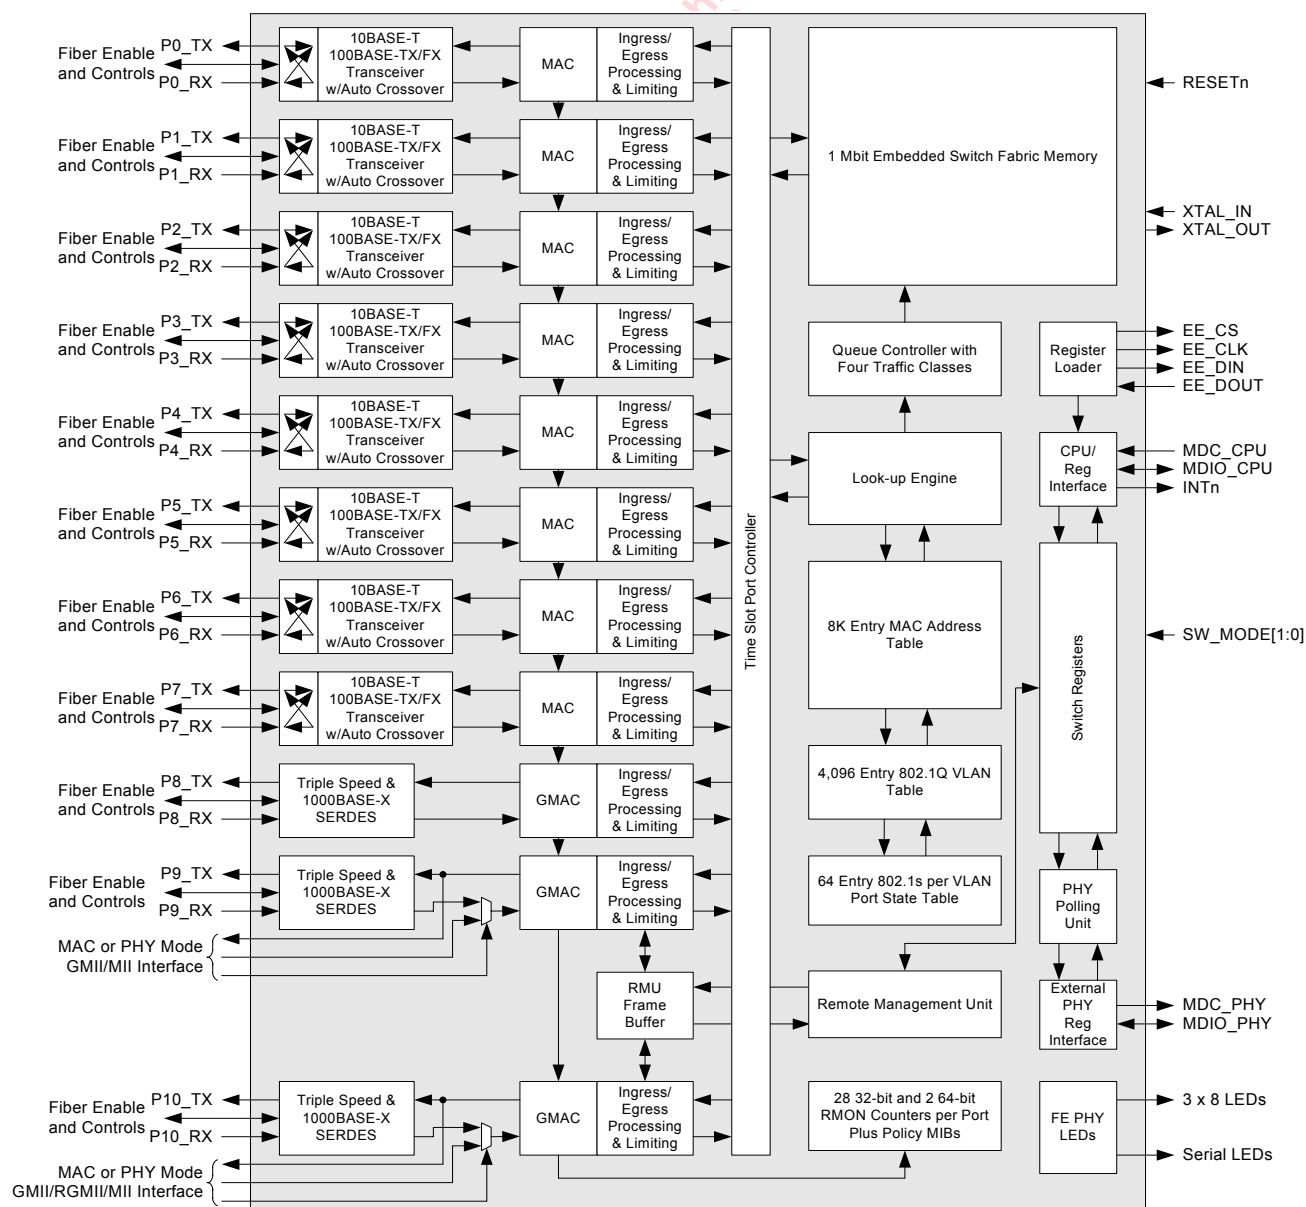 P0_TX
Fiber Enable
and Controls
P0_RX
10BASE-T
100BASE-TX/FX
Transceiver
w/Auto Crossover
MAC
Ingress/
Egress
Processing
& Limiting
P1_TX
Fiber Enable
and Controls
P1_RX
10BASE-T
100BASE-TX/FX
Transceiver
w/Auto Crossover
MAC
Ingress/
Egress
Processing
& Limiting
P2_TX
Fiber Enable
and Controls
P2_RX
10BASE-T
100BASE-TX/FX
Transceiver
w/Auto Crossover
MAC
Ingress/
Egress
Processing
& Limiting
P3_TX
Fiber Enable
and Controls
P3_RX
10BASE-T
100BASE-TX/FX
Transceiver
w/Auto Crossover
MAC
Ingress/
Egress
Processing
& Limiting
P4_TX
Fiber Enable
and Controls
P4_RX
10BASE-T
100BASE-TX/FX
Transceiver
w/Auto Crossover
MAC
Ingress/
Egress
Processing
& Limiting
P5_TX
Fiber Enable
and Controls
P5_RX
10BASE-T
100BASE-TX/FX
Transceiver
w/Auto Crossover
MAC
Ingress/
Egress
Processing
& Limiting
P6_TX
Fiber Enable
and Controls
P6_RX
10BASE-T
100BASE-TX/FX
Transceiver
w/Auto Crossover
MAC
Ingress/
Egress
Processing
& Limiting
P7_TX
Fiber Enable
and Controls
P7_RX
10BASE-T
100BASE-TX/FX
Transceiver
w/Auto Crossover
MAC
Ingress/
Egress
Processing
& Limiting
P8_TX
Fiber Enable
and Controls
P8_RX
Triple Speed &
1000BASE-X
SERDES
GMAC
Ingress/
Egress
Processing
& Limiting
P9_TX
Fiber Enable
and Controls
P9_RX
Triple Speed &
1000BASE-X
SERDES
GMAC
Ingress/
Egress
Processing
& Limiting
MAC or PHY Mode
GMII/MII Interface
RMU
Frame
Buffer
P10_TX
Fiber Enable
and Controls
P10_RX
Triple Speed &
1000BASE-X
SERDES
GMAC
Ingress/
Egress
Processing
& Limiting
MAC or PHY Mode
GMII/RGMII/MII Interface
Time Slot Port Controller
1 Mbit Embedded Switch Fabric Memory
Queue Controller with
Four Traffic Classes
Look-up Engine
8K Entry MAC Address
Table
4,096 Entry 802.1Q VLAN
Table
64 Entry 802.1s per VLAN
Port State Table
Remote Management Unit
28 32-bit and 2 64-bit
RMON Counters per Port
Plus Policy MIBs
Register
Loader
CPU/
Reg
Interface
Switch Registers
PHY
Polling
Unit
External
PHY
Reg
Interface
FE PHY
LEDs
RESETn
XTAL_IN
XTAL_OUT
EE_CS
EE_CLK
EE_DIN
EE_DOUT
MDC_CPU
MDIO_CPU
INTn
SW_MODE[1:0]
MDC_PHY
MDIO_PHY
3 x 8 LEDs
Serial LEDs